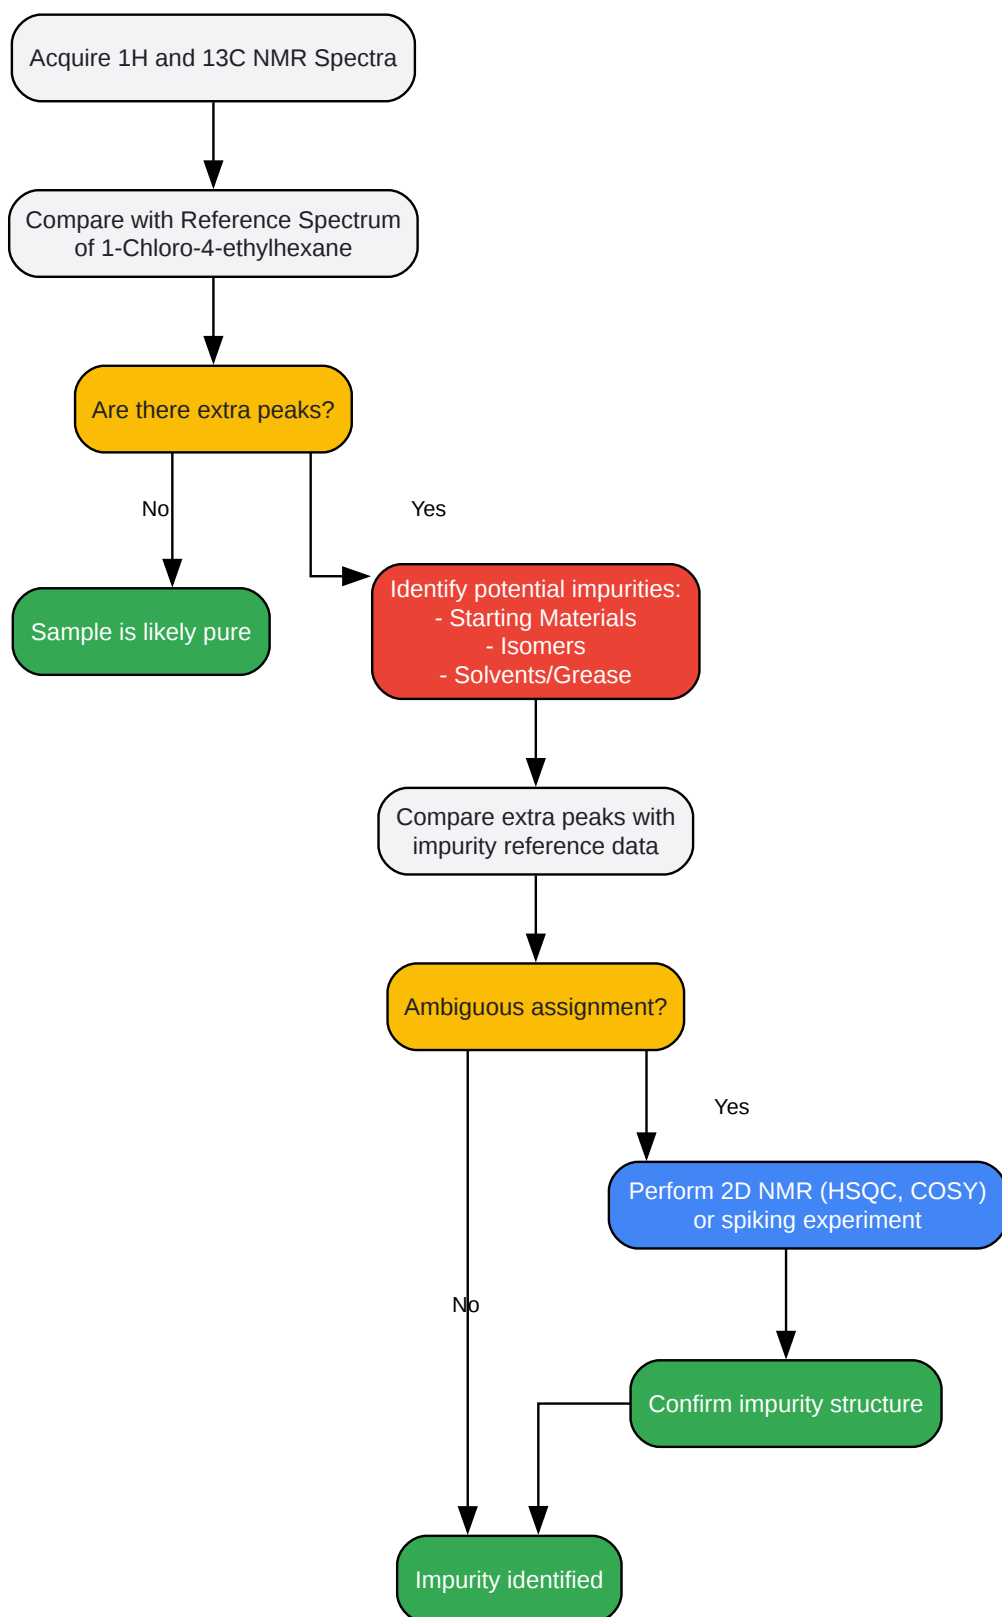 Acquire 1H and 13C NMR Spectra
Compare with Reference Spectrum
of 1-Chloro-4-ethylhexane
Are there extra peaks?
No
Yes
Identify potential impurities:
- Starting Materials
- Isomers
- Solvents/Grease
Sample is likely pure
Compare extra peaks with
impurity reference data
Ambiguous assignment?
Yes
Perform 2D NMR (HSQC, COSY)
or spiking experiment
No
Confirm impurity structure
Impurity identified